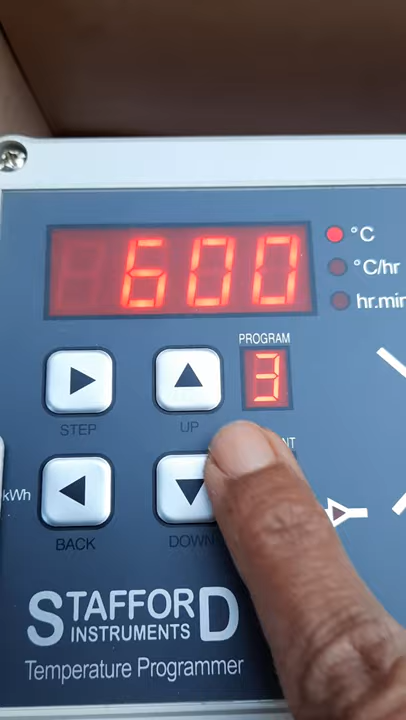 600
°C
°C/hr
hr.min
PROGRAM
3
STEP
UP
kWh
BACK
DOWN
STAFFORD
INSTRUMENTS
Temperature Programmer